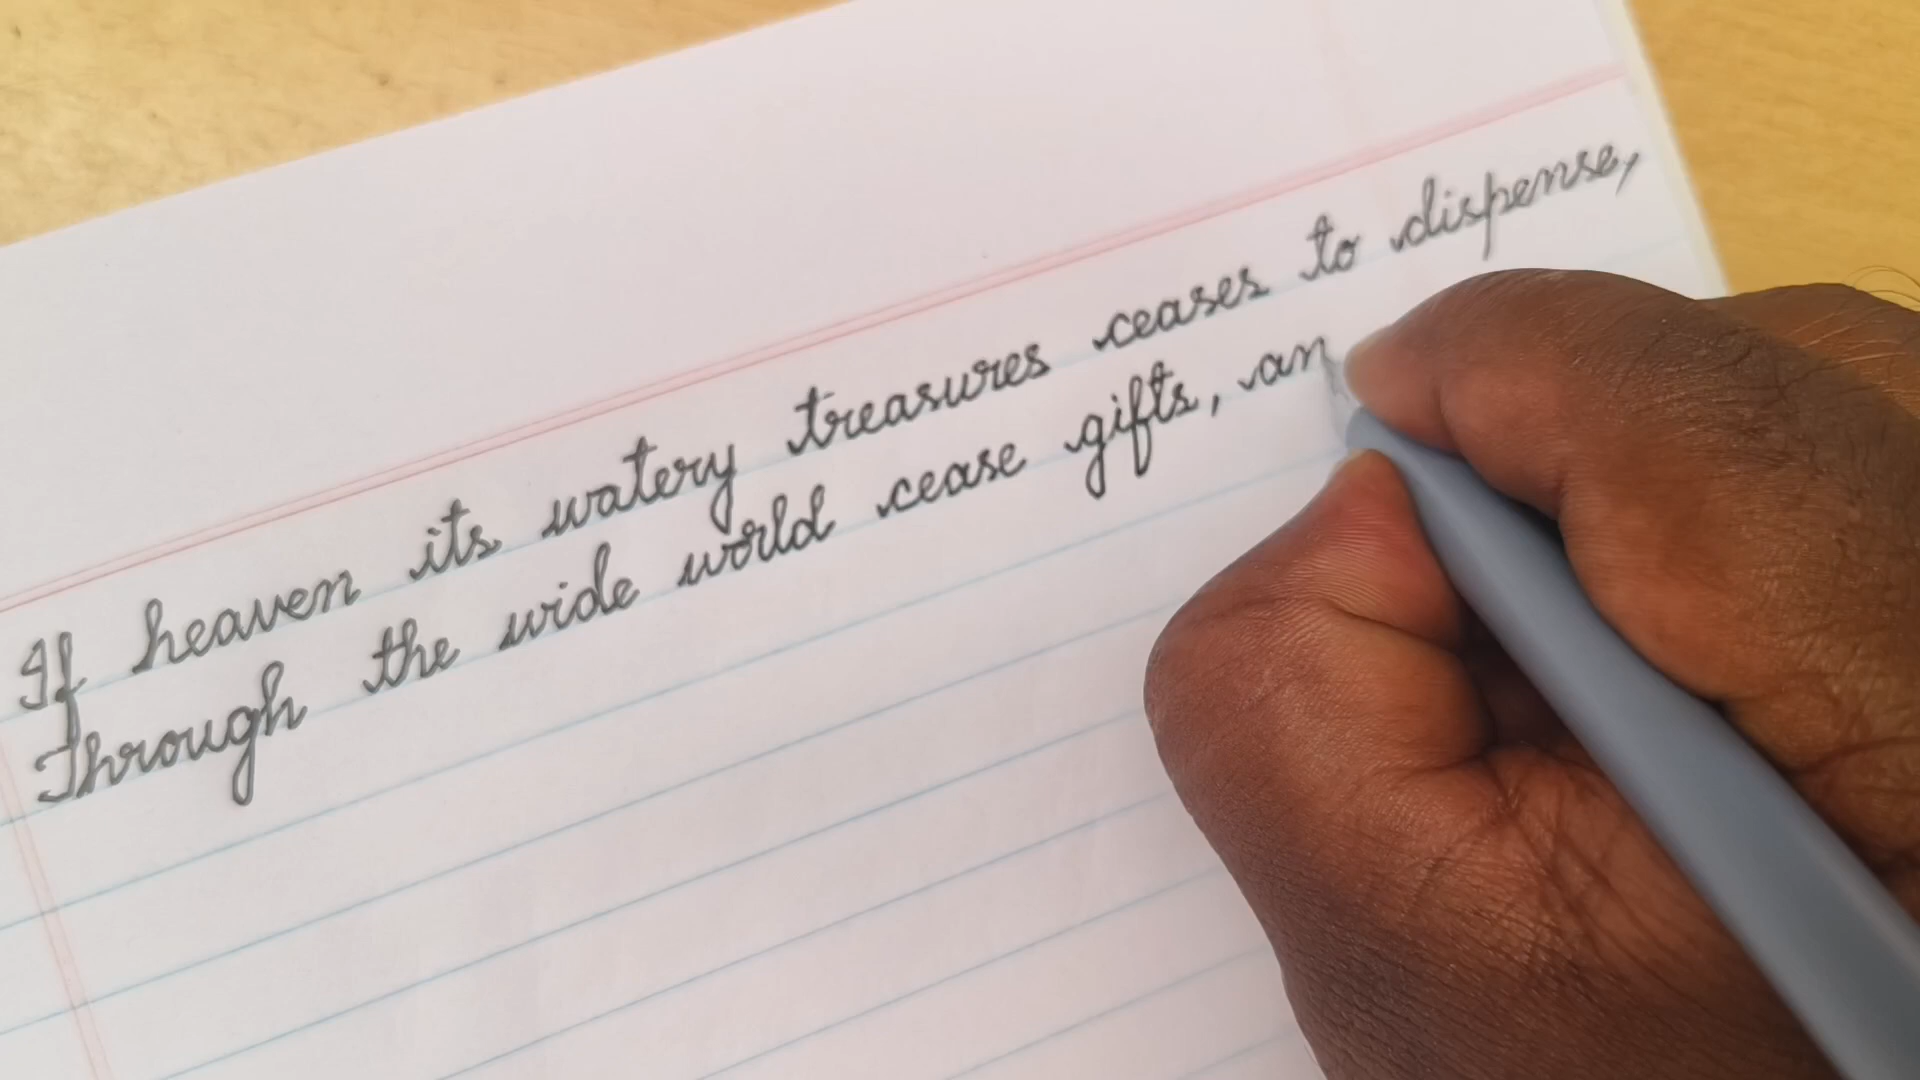 If heaven its watery treasures ceases to dispense,
Through the wide world cease gifts, an